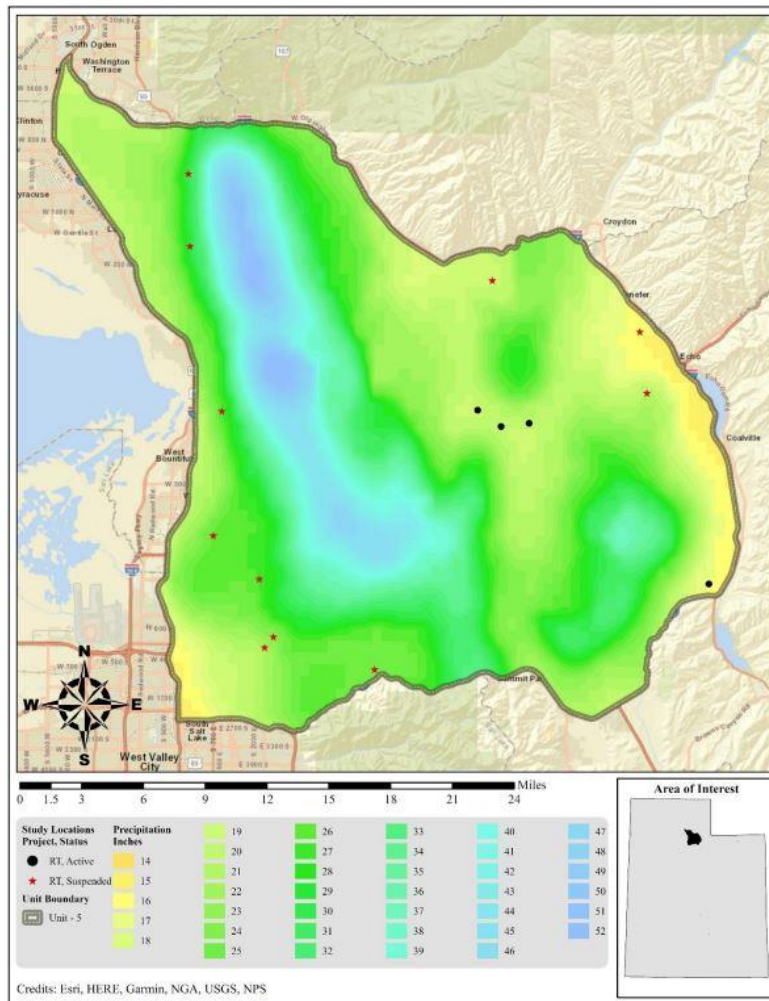 South Ogden
Washington
Terrace
Clinton
Croydon
Echo
Coalville
West
Bountiful
Summit Pa
South
Salt
Lake
West Valley
City
N
W E
S
Miles
0 1.5 3 6 9 12 15 18 21 24
Study Locations
Project, Status
RT, Active
RT, Suspended
Unit Boundary
Unit - 5
Precipitation
Inches
14
15
16
17
18
19
20
21
22
23
24
25
26
27
28
29
30
31
32
33
34
35
36
37
38
39
40
41
42
43
44
45
46
47
48
49
50
51
52
Area of Interest
Credits: Esri, HERE, Garmin, NGA, USGS, NPS